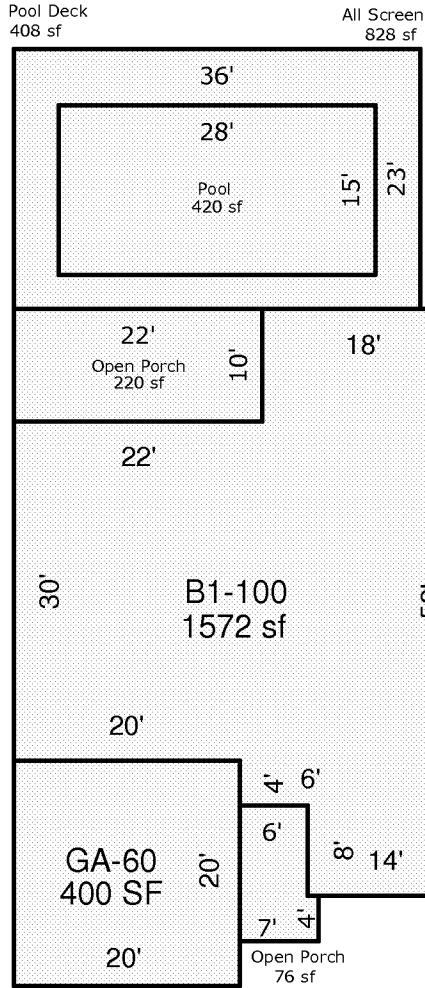 Pool Deck
408 sf
All Screen
828 sf
36'
28'
Pool
420 sf
15'
23'
22'
Open Porch
220 sf
10'
18'
22'
30'
B1-100
1572 sf
20'
4'
6'
6'
GA-60
400 SF
20'
8'
14'
7'
4'
20'
Open Porch
76 sf